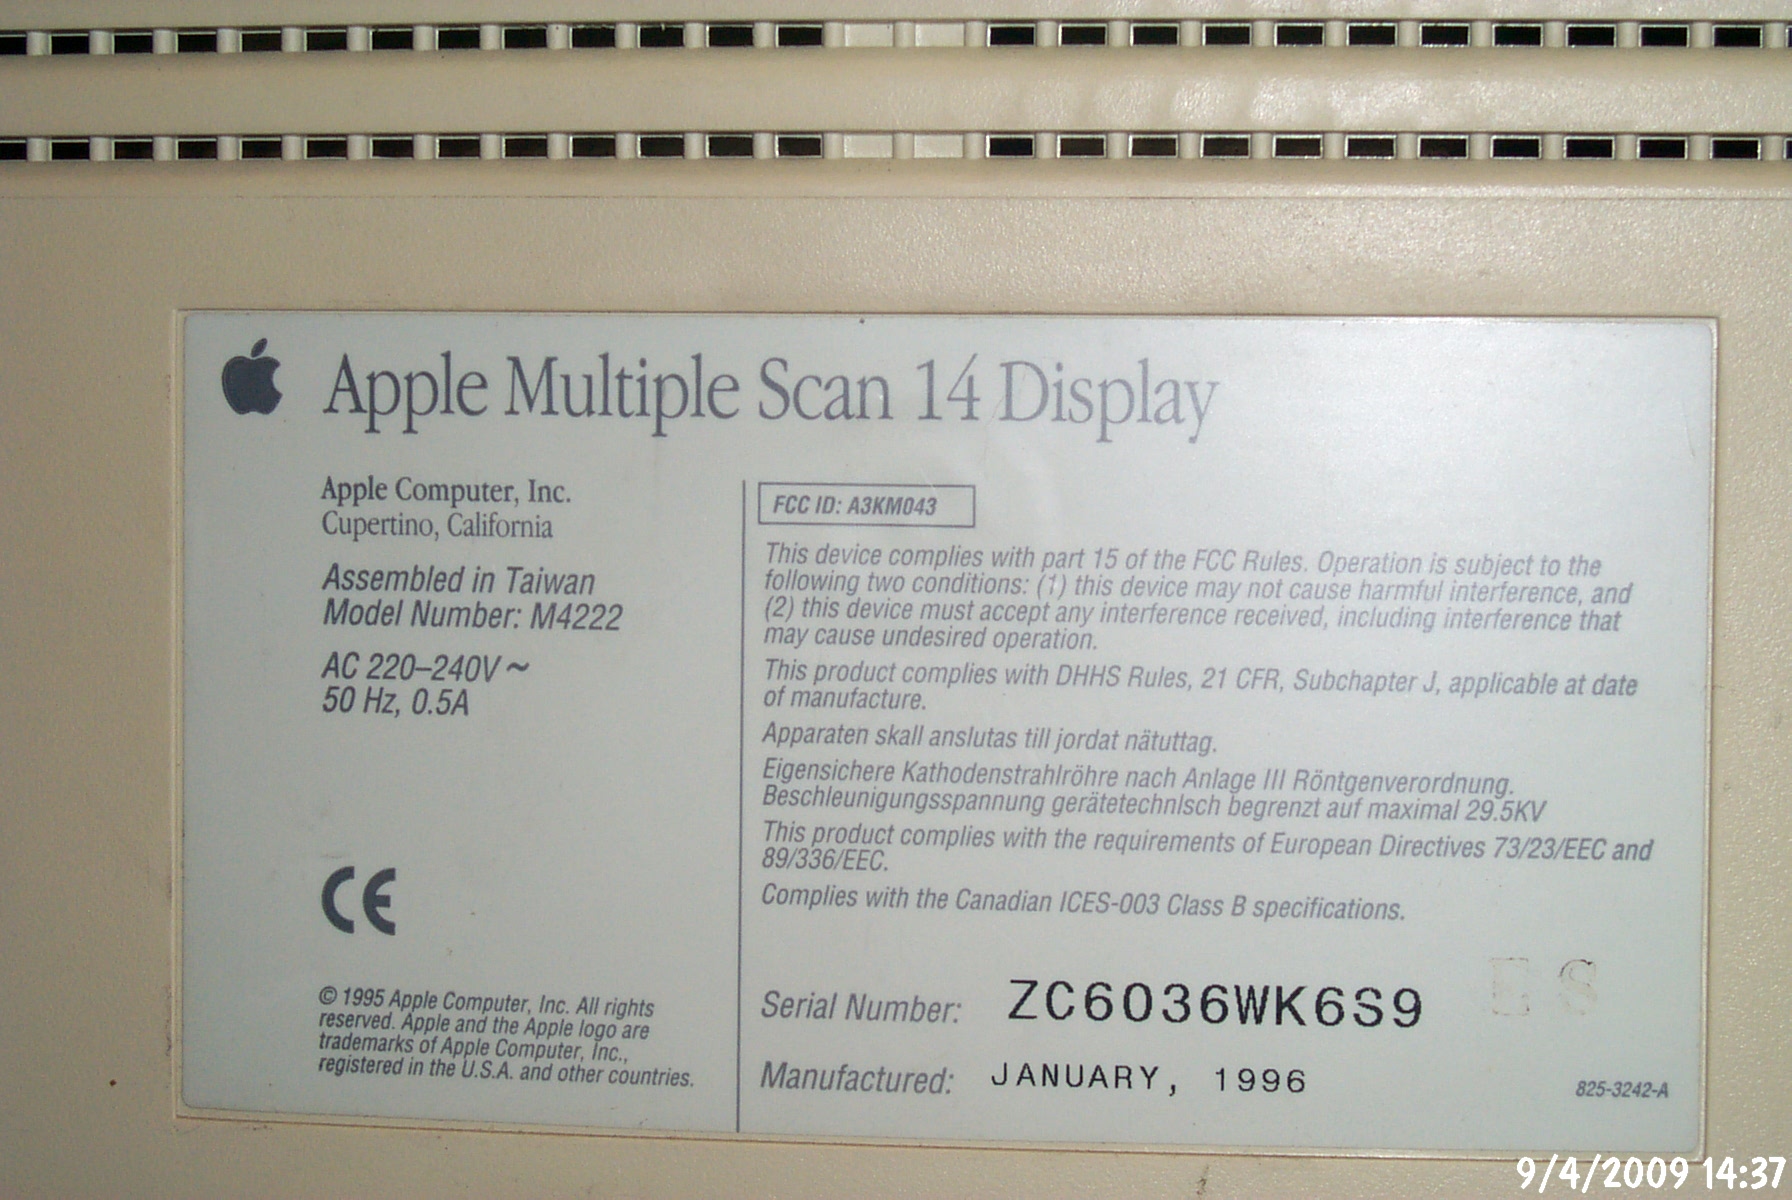 Apple Multiple Scan 14 Display
Apple Computer, Inc.
Cupertino, California
Assembled in Taiwan
Model Number: M4222
AC 220–240V ~
50 Hz, 0.5A
CE
© 1995 Apple Computer, Inc. All rights
reserved. Apple and the Apple logo are
trademarks of Apple Computer, Inc.,
registered in the U.S.A. and other countries.
FCC ID: A3KM043
This device complies with part 15 of the FCC Rules. Operation is subject to the
following two conditions: (1) this device may not cause harmful interference, and
(2) this device must accept any interference received, including interference that
may cause undesired operation.
This product complies with DHHS Rules, 21 CFR, Subchapter J, applicable at date
of manufacture.
Apparaten skall anslutas till jordat nätuttag.
Eigensichere Kathodenstrahlröhre nach Anlage III Röntgenverordnung.
Beschleunigungsspannung gerätetechnlsch begrenzt auf maximal 29.5KV
This product complies with the requirements of European Directives 73/23/EEC and
89/336/EEC.
Complies with the Canadian ICES-003 Class B specifications.
Serial Number: ZC6036WK6S9
Manufactured: JANUARY, 1996
825-3242-A
9/4/2009 14:37